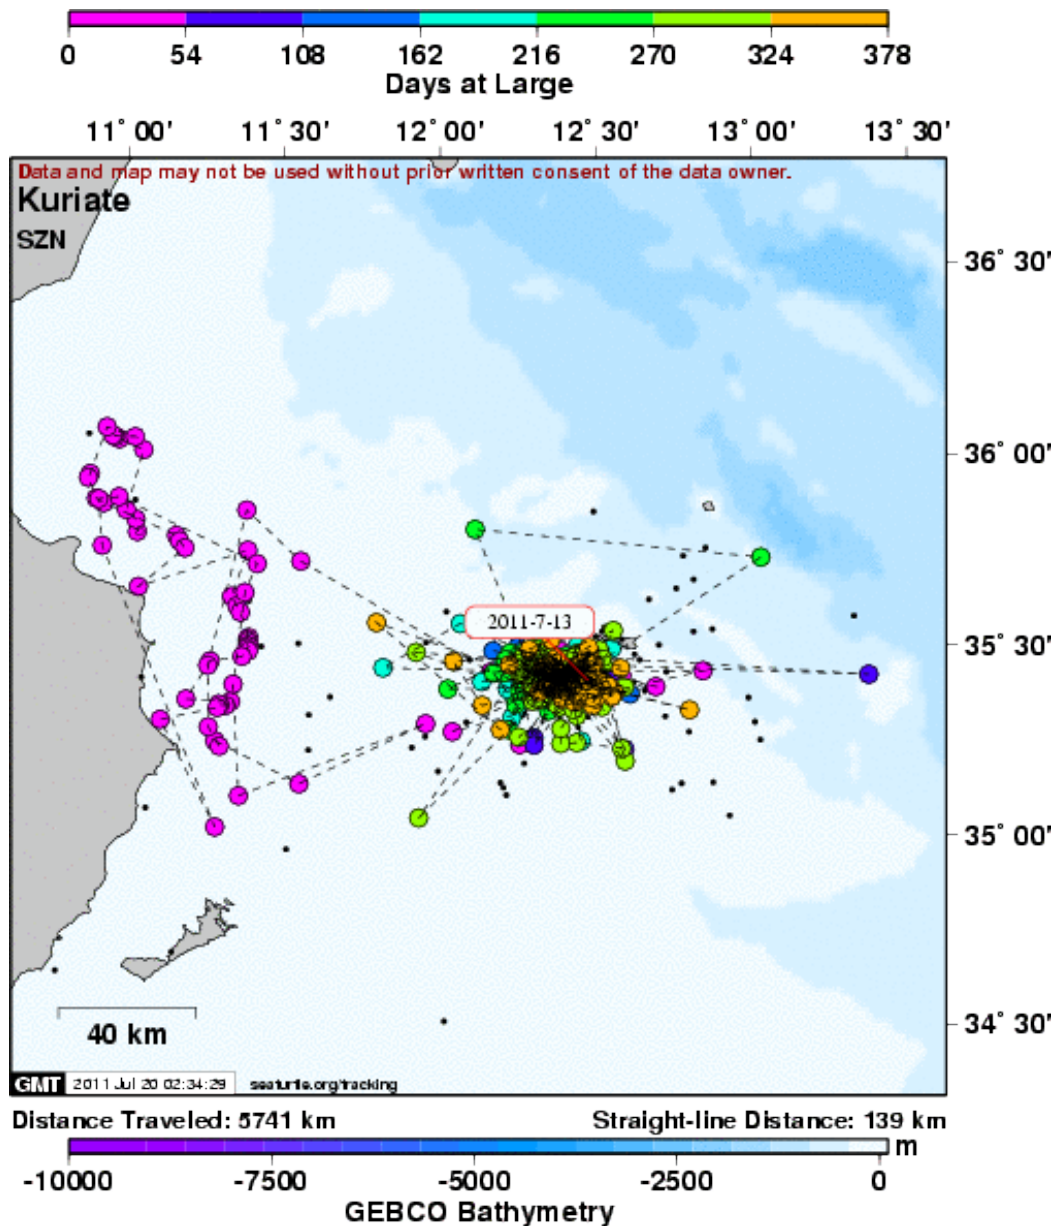 0 54 108 162 216 270 324 378
Days at Large
11° 00' 11° 30' 12° 00' 12° 30' 13° 00' 13° 30'
Data and map may not be used without prior written consent of the data owner.
Kuriate
SZN
36° 30'
36° 00'
2011-7-13
35° 30'
35° 00'
34° 30'
40 km
GMT 2011 Jul 20 02:34:29 seaturtle.org/tracking
Distance Traveled: 5741 km Straight-line Distance: 139 km
m
-10000 -7500 -5000 -2500 0
GEBCO Bathymetry